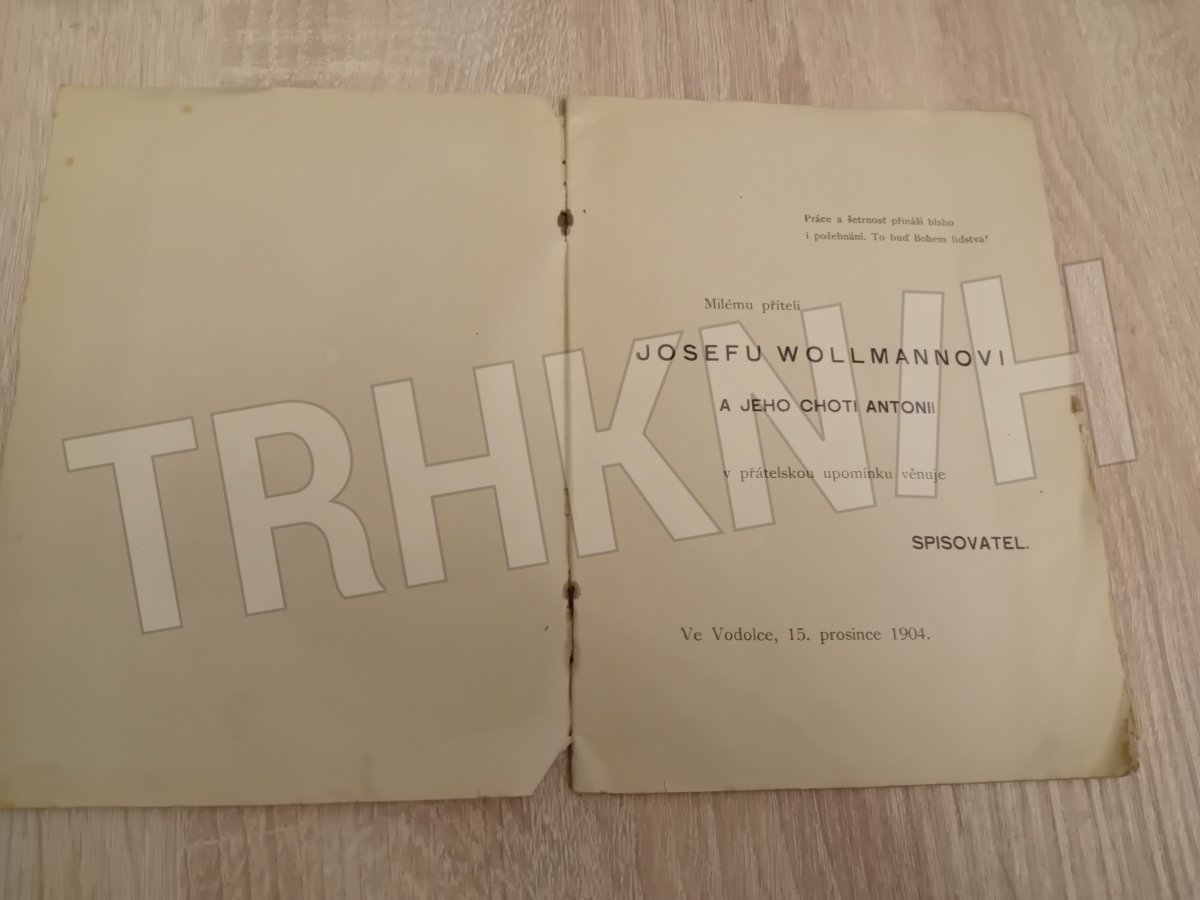 Práce a šetrnosť přináší blaho
i požehnání. To buď Bohem lidstva!
Milému příteli
JOSEFU WOLLMANNOVI
A JEHO CHOTI ANTONII
v přátelskou upomínku věnuje
SPISOVATEL.
Ve Vodolce, 15. prosince 1904.
TRHKNIH